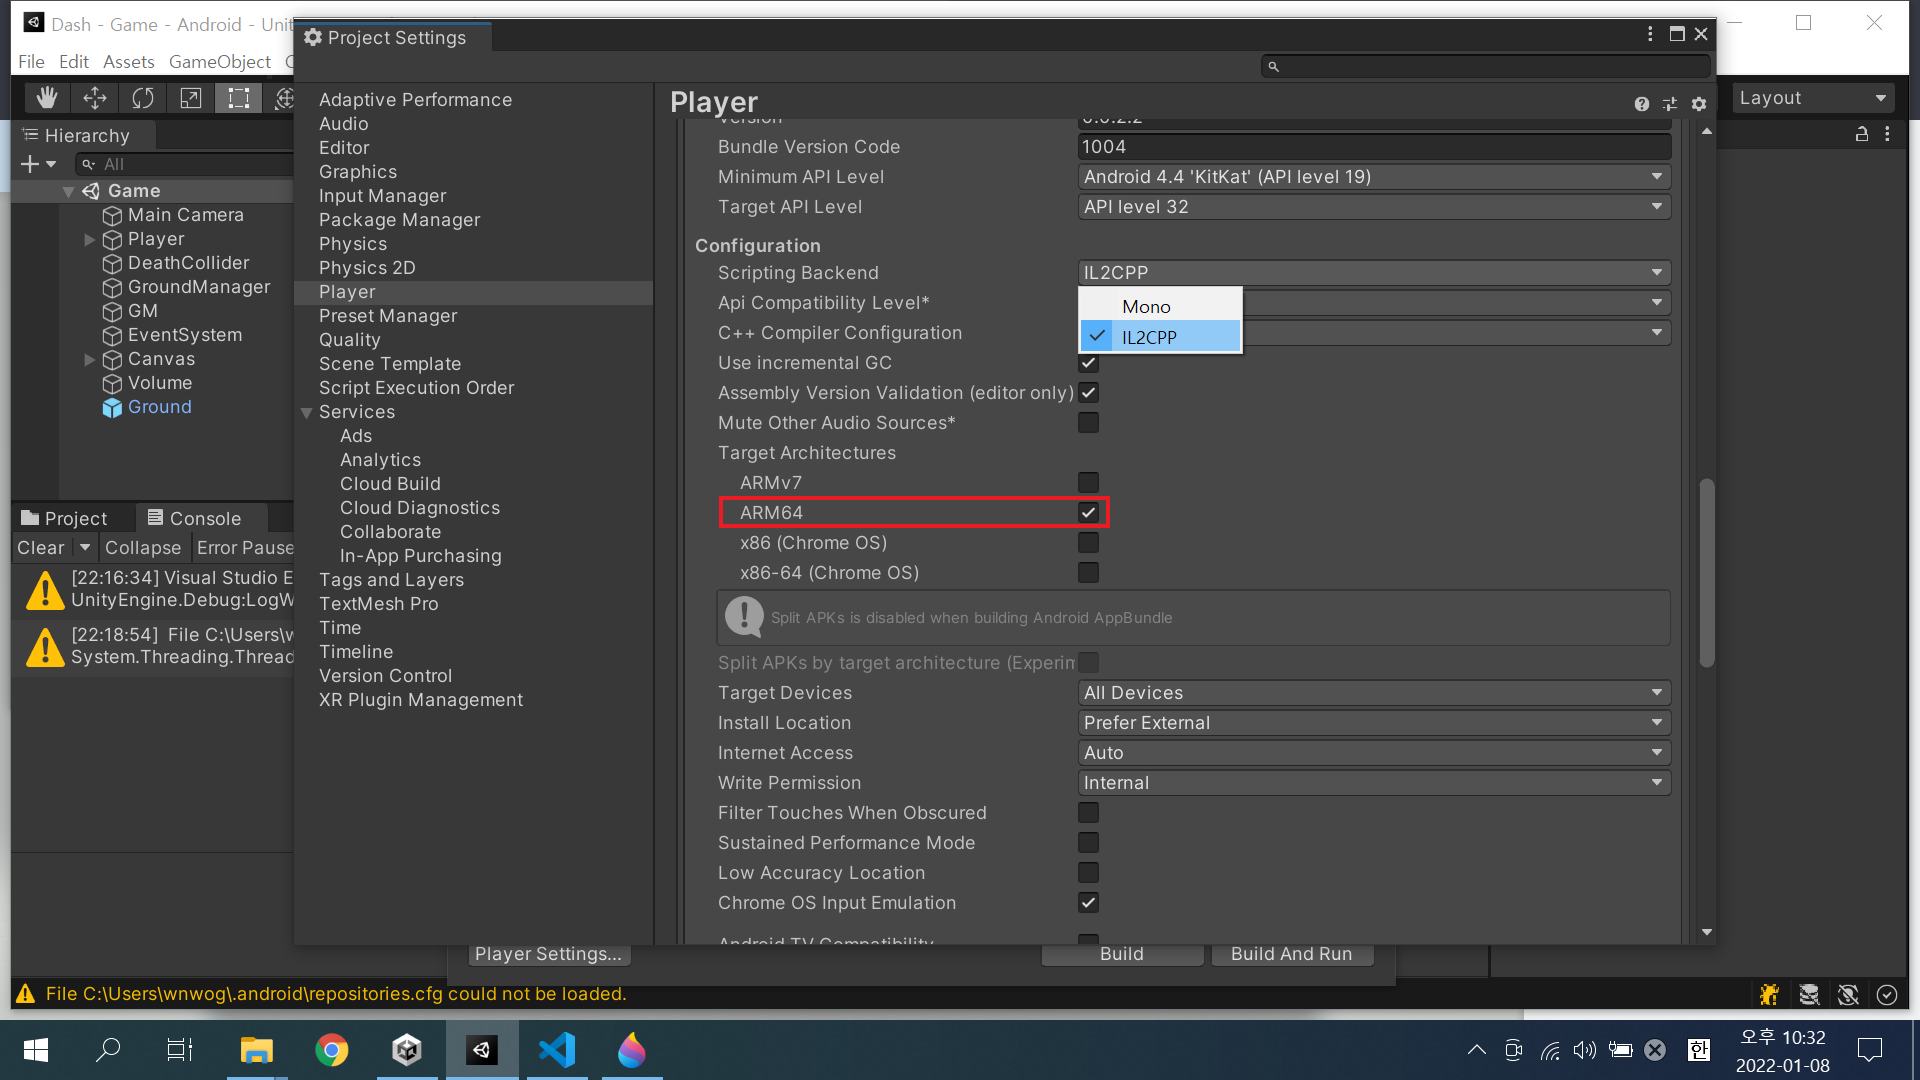 Dash - Game - Android - Unit
File Edit Assets GameObject
Project Settings
Layout
Hierarchy
All
Game
Main Camera
Player
DeathCollider
GroundManager
GM
EventSystem
Canvas
Volume
Ground
Project
Console
Clear
Collapse
Error Pause
[22:16:34] Visual Studio E
UnityEngine.Debug:LogW
[22:18:54] File C:\Users\w
System.Threading.Thread
Adaptive Performance
Audio
Editor
Graphics
Input Manager
Package Manager
Physics
Physics 2D
Player
Preset Manager
Quality
Scene Template
Script Execution Order
Services
Ads
Analytics
Cloud Build
Cloud Diagnostics
Collaborate
In-App Purchasing
Tags and Layers
TextMesh Pro
Time
Timeline
Version Control
XR Plugin Management
Player
Version 0.0.2.2
Bundle Version Code 1004
Minimum API Level Android 4.4 'KitKat' (API level 19)
Target API Level API level 32
Configuration
Scripting Backend IL2CPP
Mono
IL2CPP
Api Compatibility Level*
C++ Compiler Configuration
Use incremental GC
Assembly Version Validation (editor only)
Mute Other Audio Sources*
Target Architectures
ARMv7
ARM64
x86 (Chrome OS)
x86-64 (Chrome OS)
Split APKs is disabled when building Android AppBundle
Split APKs by target architecture (Experim
Target Devices All Devices
Install Location Prefer External
Internet Access Auto
Write Permission Internal
Filter Touches When Obscured
Sustained Performance Mode
Low Accuracy Location
Chrome OS Input Emulation
Android TV Compatibility
Player Settings... Build Build And Run
File C:\Users\wnwog\.android\repositories.cfg could not be loaded.
한
오후 10:32
2022-01-08